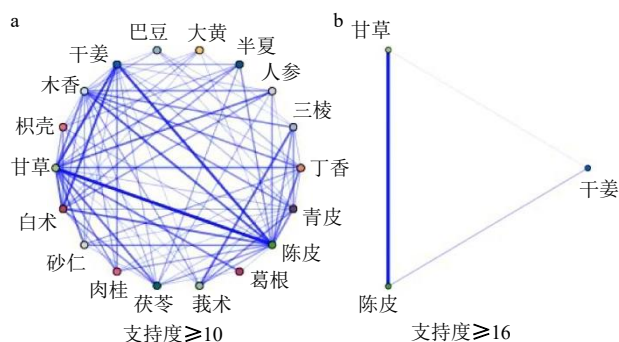 a
巴豆
大黄
干姜
半夏
木香
人参
枳壳
三棱
甘草
丁香
白术
青皮
砂仁
陈皮
肉桂
葛根
茯苓
莪术
支持度≥10
b
甘草
干姜
陈皮
支持度≥16